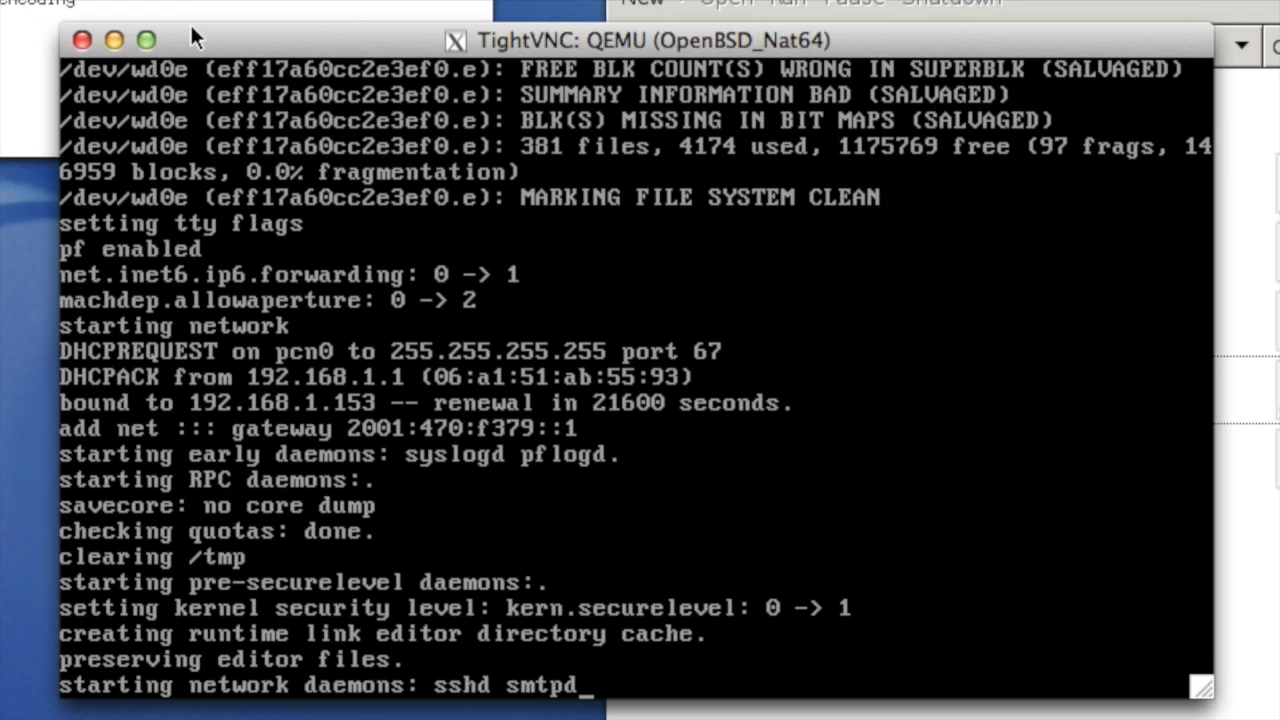 encoding
New Open Run Pause Shutdown
TightVNC: QEMU (OpenBSD_Nat64)
/dev/wd0e (eff17a60cc2e3ef0.e): FREE BLK COUNT(S) WRONG IN SUPERBLK (SALVAGED)
/dev/wd0e (eff17a60cc2e3ef0.e): SUMMARY INFORMATION BAD (SALVAGED)
/dev/wd0e (eff17a60cc2e3ef0.e): BLK(S) MISSING IN BIT MAPS (SALVAGED)
/dev/wd0e (eff17a60cc2e3ef0.e): 381 files, 4174 used, 1175769 free (97 frags, 14
6959 blocks, 0.0% fragmentation)
/dev/wd0e (eff17a60cc2e3ef0.e): MARKING FILE SYSTEM CLEAN
setting tty flags
pf enabled
net.inet6.ip6.forwarding: 0 -> 1
machdep.allowaperture: 0 -> 2
starting network
DHCPREQUEST on pcn0 to 255.255.255.255 port 67
DHCPACK from 192.168.1.1 (06:a1:51:ab:55:93)
bound to 192.168.1.153 -- renewal in 21600 seconds.
add net ::: gateway 2001:470:f379::1
starting early daemons: syslogd pflogd.
starting RPC daemons:.
savecore: no core dump
checking quotas: done.
clearing /tmp
starting pre-securelevel daemons:.
setting kernel security level: kern.securelevel: 0 -> 1
creating runtime link editor directory cache.
preserving editor files.
starting network daemons: sshd smtpd_